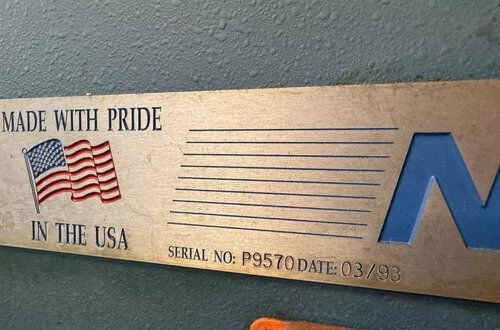 MADE WITH PRIDE
IN THE USA
SERIAL NO: P9570 DATE: 03/93
N